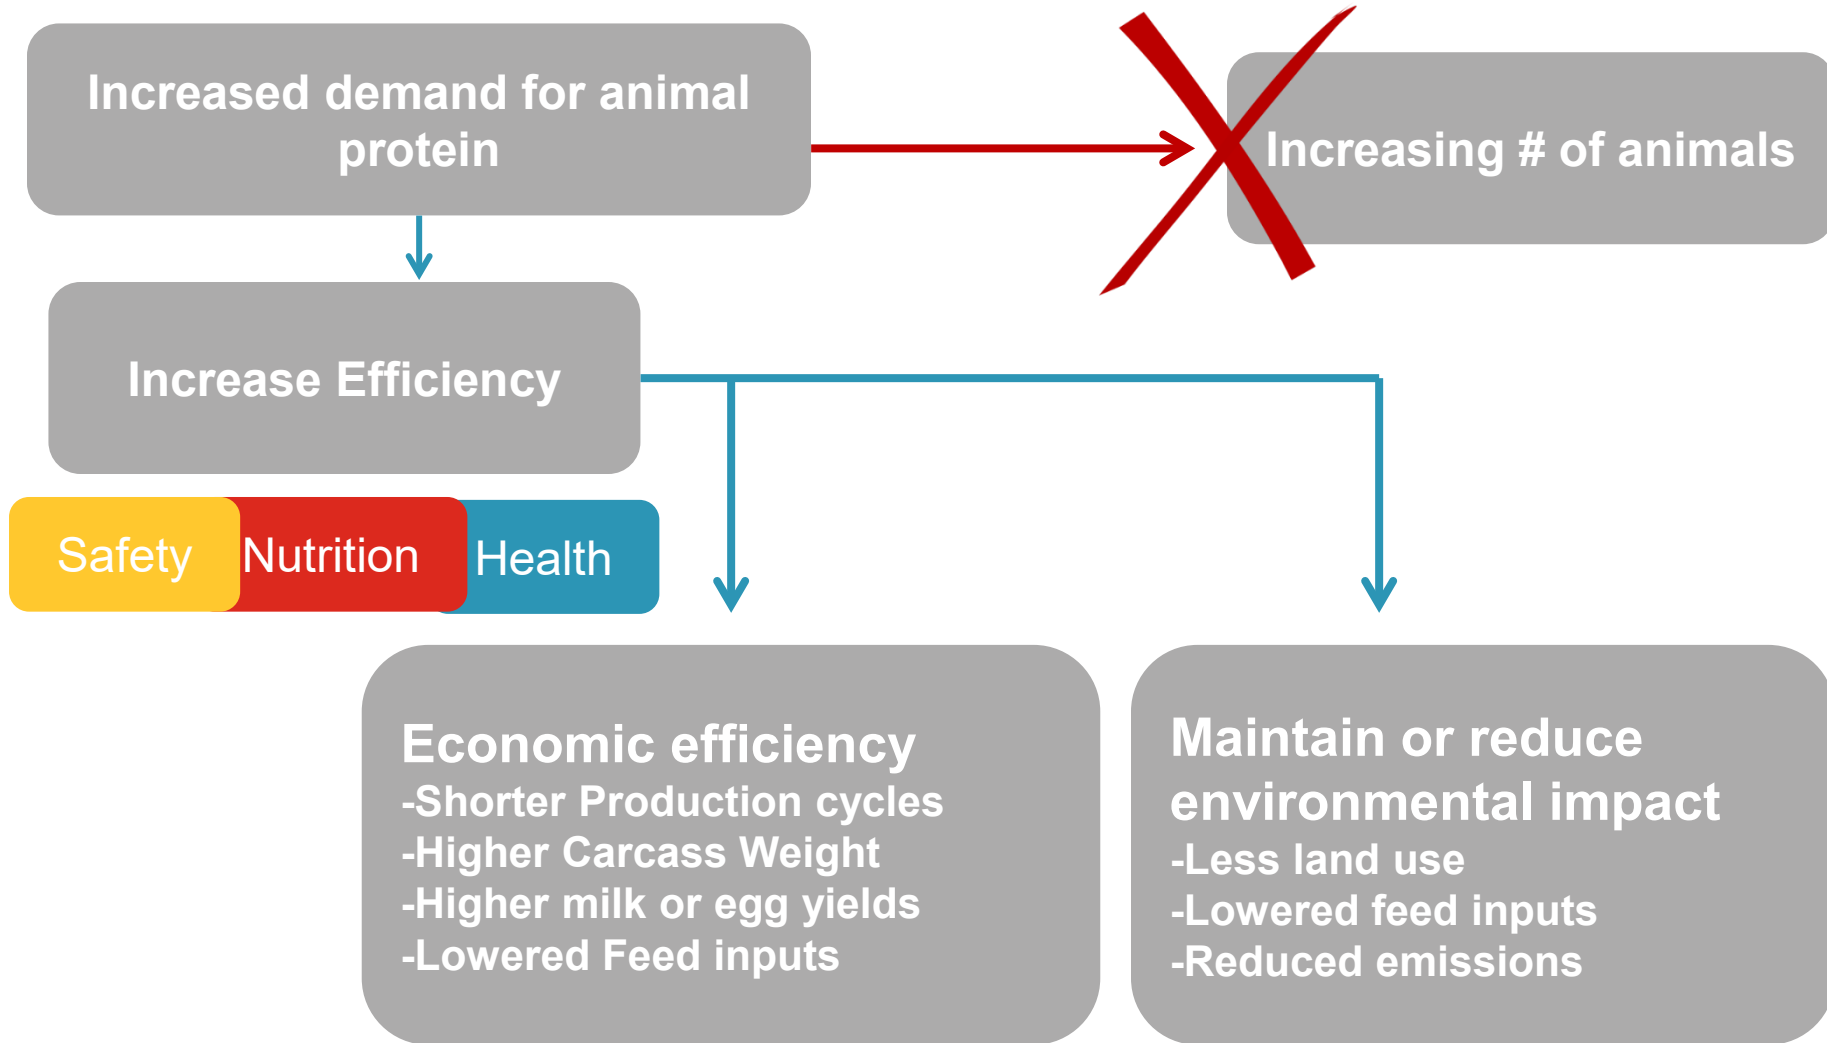 Increased demand for animal
protein
Increasing # of animals
Increase Efficiency
Safety
Nutrition
Health
Economic efficiency
-Shorter Production cycles
-Higher Carcass Weight
-Higher milk or egg yields
-Lowered Feed inputs
Maintain or reduce
environmental impact
-Less land use
-Lowered feed inputs
-Reduced emissions